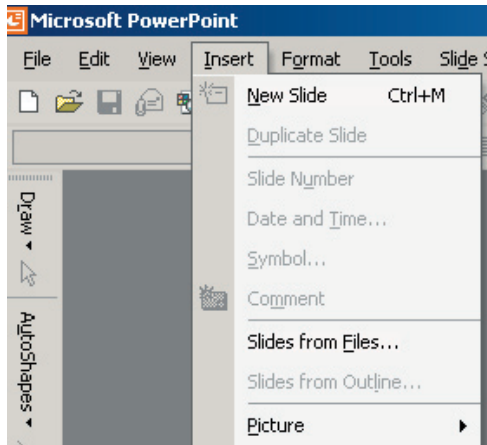 Microsoft PowerPoint
File Edit View Insert Format Tools Slide S
New Slide Ctrl+M
Duplicate Slide
Slide Number
Date and Time...
Symbol...
Comment
Slides from Files...
Slides from Outline...
Picture
Draw
AutoShapes